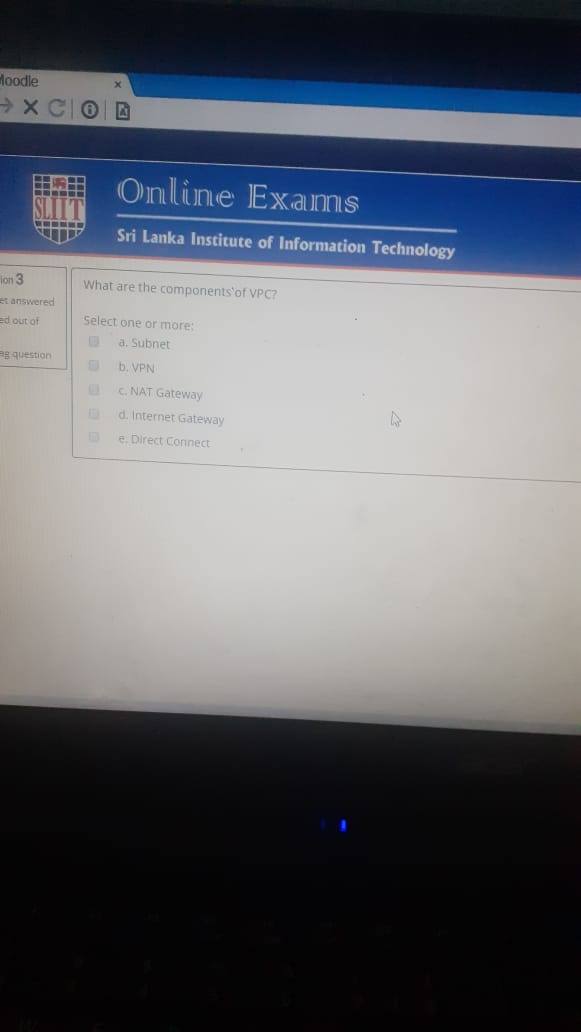 Moodle
SLIIT
Online Exams
Sri Lanka Institute of Information Technology
ion 3
et answered
ed out of
ag question
What are the components of VPC?
Select one or more:
a. Subnet
b. VPN
c. NAT Gateway
d. Internet Gateway
e. Direct Connect